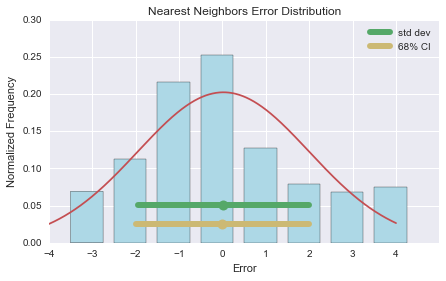 Nearest Neighbors Error Distribution
0.30
0.25
0.20
0.15
0.10
0.05
0.00
Normalized Frequency
std dev
68% CI
-4 -3 -2 -1 0 1 2 3 4
Error